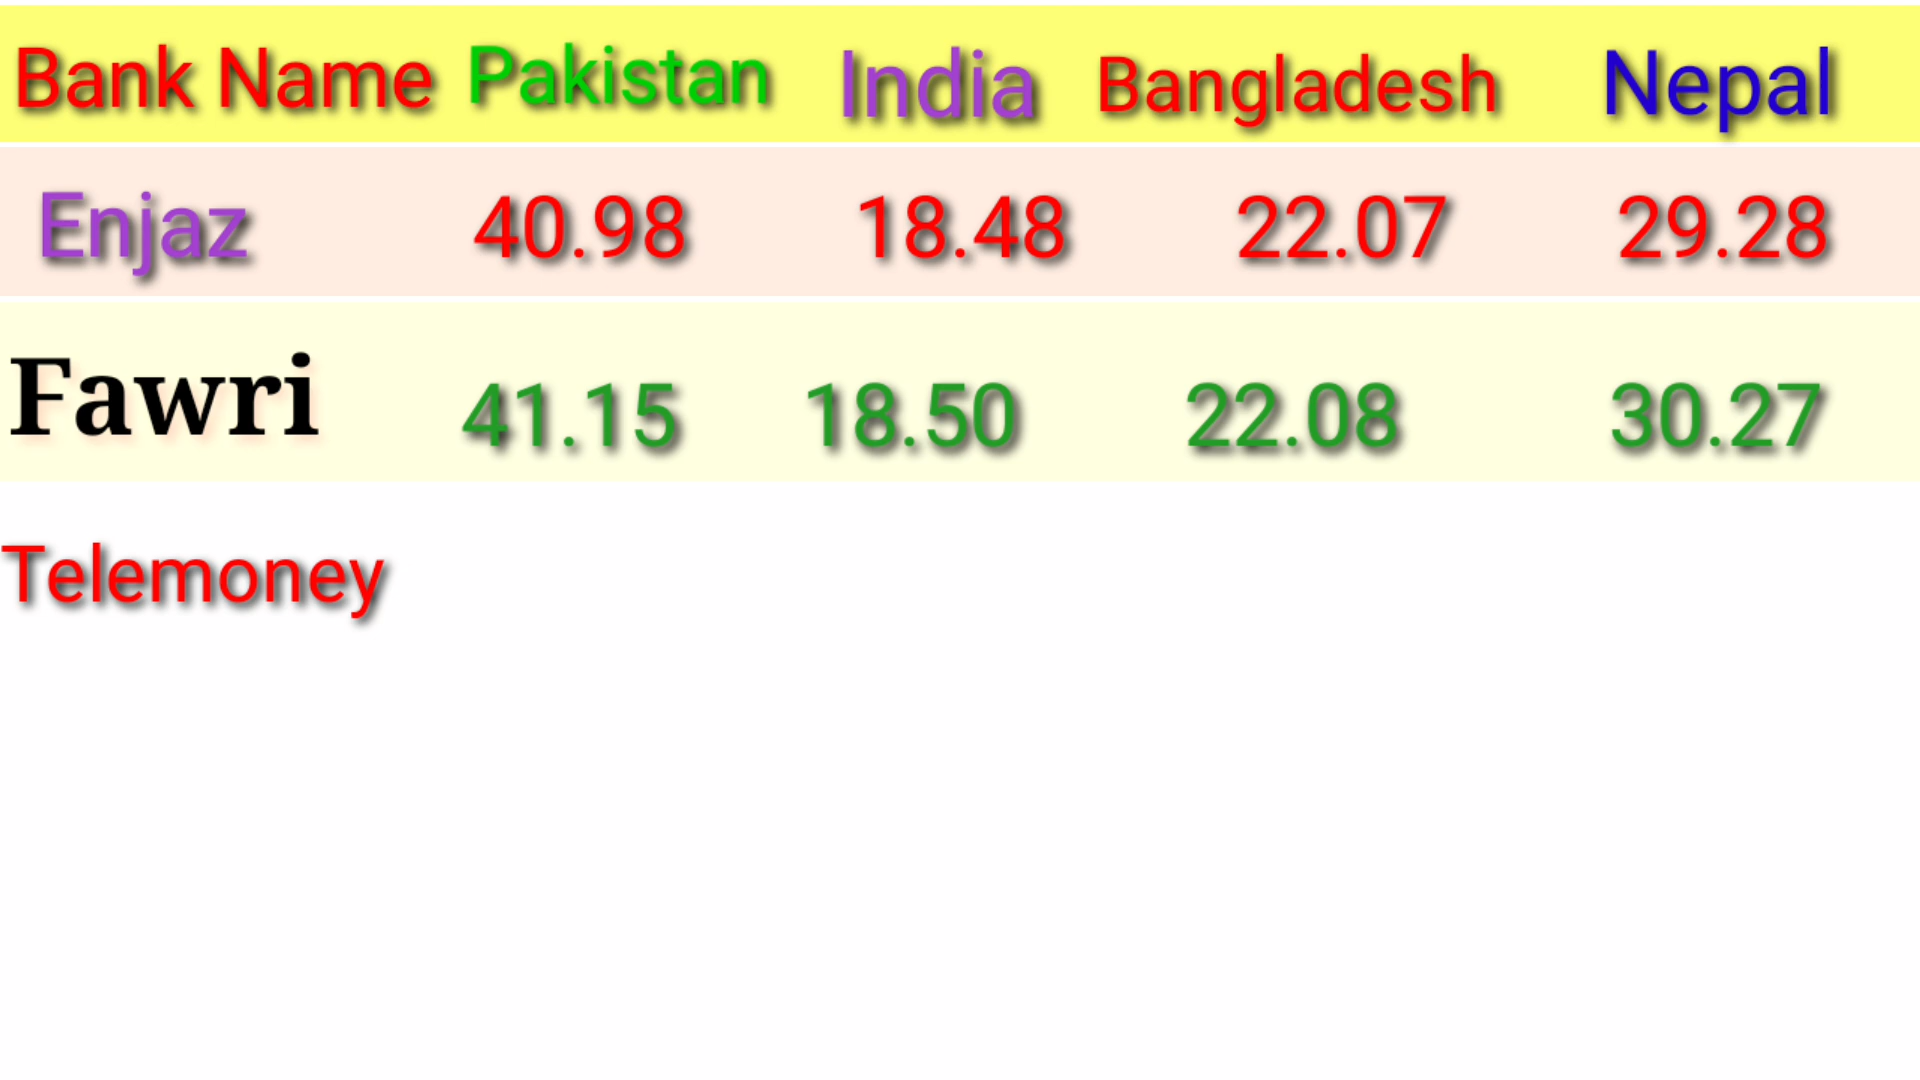 Bank Name Pakistan India Bangladesh Nepal
Enjaz 40.98 18.48 22.07 29.28
Fawri 41.15 18.50 22.08 30.27
Telemoney